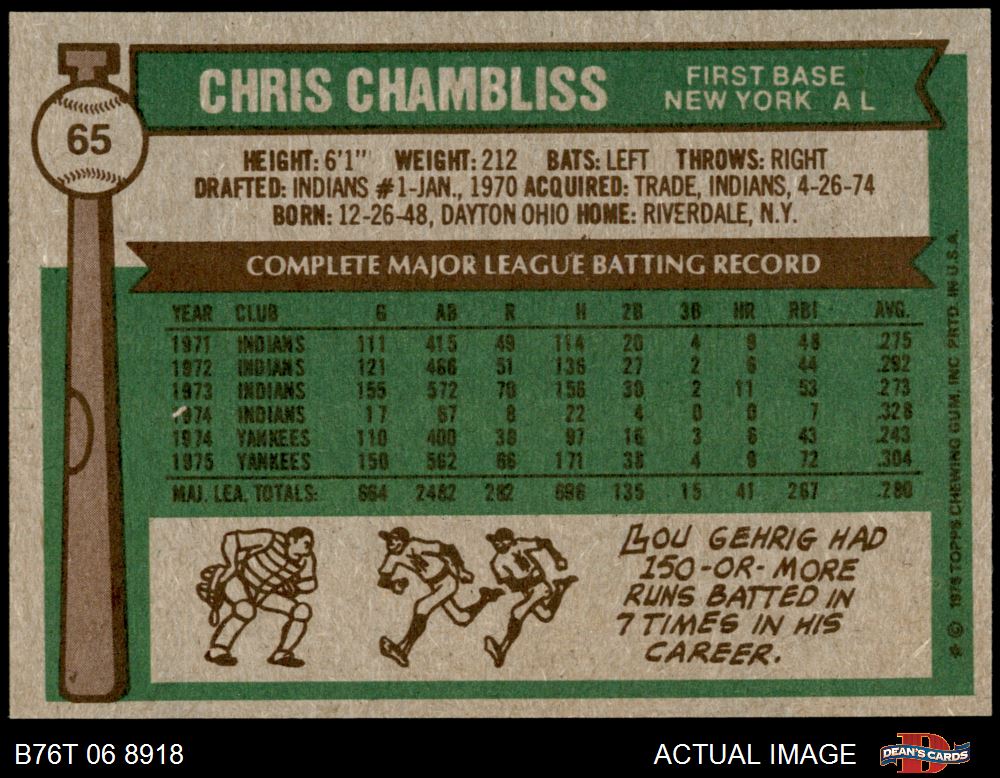 CHRIS CHAMBLISS
FIRST BASE
NEW YORK A L
65
HEIGHT: 6'1" WEIGHT: 212 BATS: LEFT THROWS: RIGHT
DRAFTED: INDIANS #1-JAN., 1970 ACQUIRED: TRADE, INDIANS, 4-26-74
BORN: 12-26-48, DAYTON OHIO HOME: RIVERDALE, N.Y.
COMPLETE MAJOR LEAGUE BATTING RECORD
YEAR CLUB G AB R H 2B 3B HR RBI AVG.
1971 INDIANS 111 415 49 114 20 4 9 48 .275
1972 INDIANS 121 466 51 136 27 2 6 44 .292
1973 INDIANS 155 572 70 156 30 2 11 53 .273
1974 INDIANS 17 67 8 22 4 0 0 7 .328
1974 YANKEES 110 400 38 97 16 3 6 43 .243
1975 YANKEES 150 562 66 171 38 4 9 72 .304
MAJ. LEA. TOTALS: 664 2482 282 696 135 15 41 267 .280
LOU GEHRIG HAD
150-OR-MORE
RUNS BATTED IN
7 TIMES IN HIS
CAREER.
* © 1976 TOPPS CHEWING GUM, INC. PRTD. IN U.S.A.
B76T 06 8918
ACTUAL IMAGE
D
DEAN'S CARDS